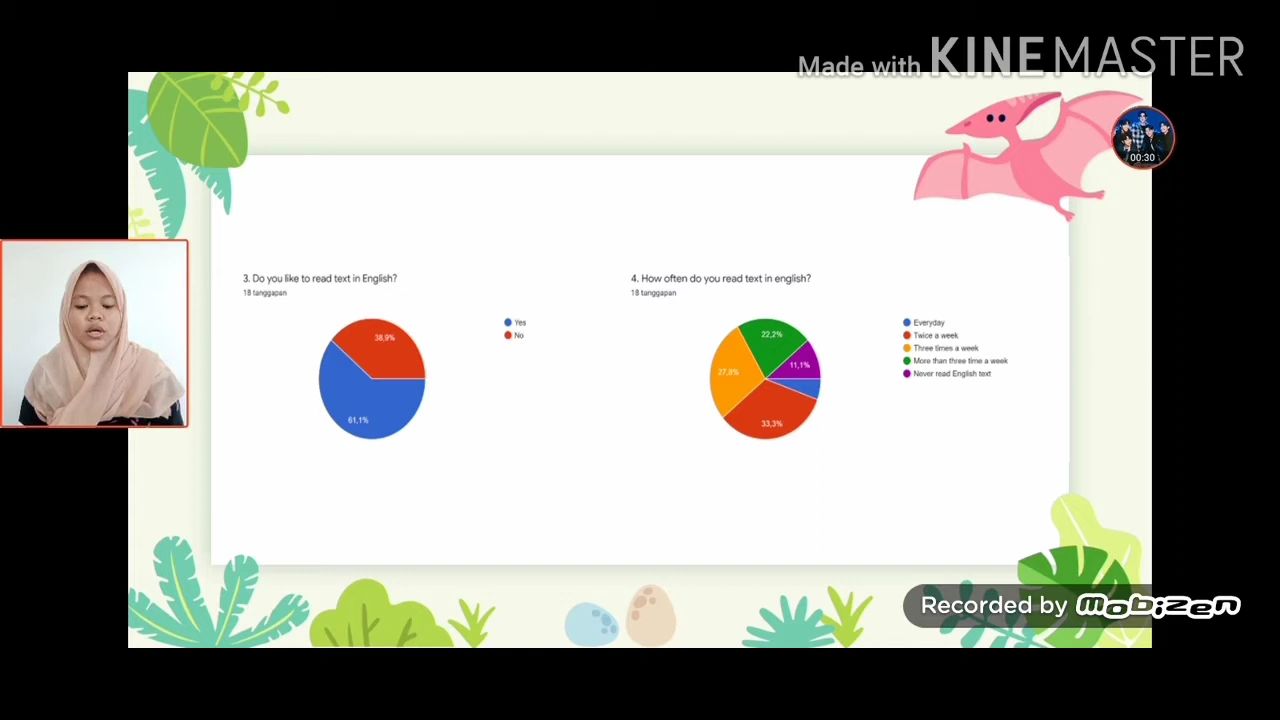 Made with KINEMASTER
00:30
3. Do you like to read text in English?
18 tanggapan
Yes
No
38,9%
61,1%
4. How often do you read text in english?
18 tanggapan
Everyday
Twice a week
Three times a week
More than three time a week
Never read English text
22,2%
11,1%
27,8%
33,3%
Recorded by MOBIZEN